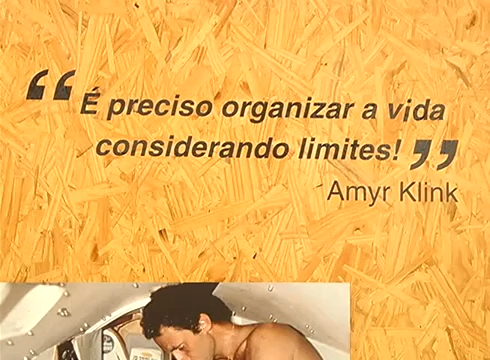 “É preciso organizar a vida
considerando limites!”
Amyr Klink